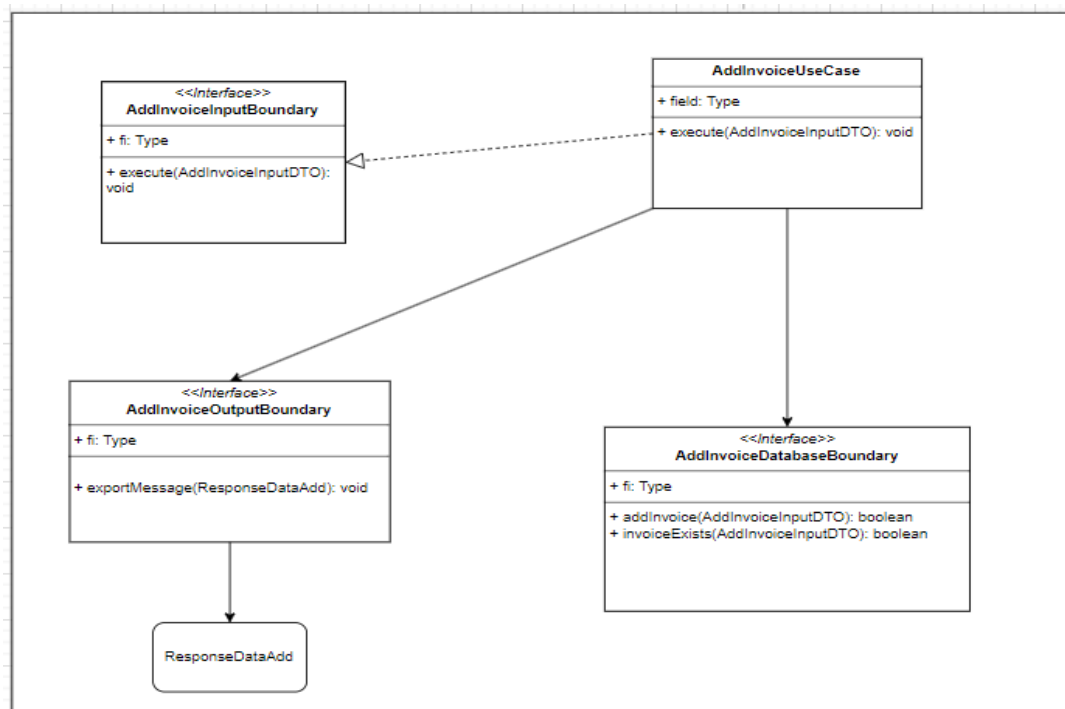 <<Interface>>
AddInvoiceInputBoundary
+ fi: Type
+ execute(AddInvoiceInputDTO):
void
AddInvoiceUseCase
+ field: Type
+ execute(AddInvoiceInputDTO): void
<<Interface>>
AddInvoiceOutputBoundary
+ fi: Type
+ exportMessage(ResponseDataAdd): void
<<Interface>>
AddInvoiceDatabaseBoundary
+ fi: Type
+ addInvoice(AddInvoiceInputDTO): boolean
+ invoiceExists(AddInvoiceInputDTO): boolean
ResponseDataAdd